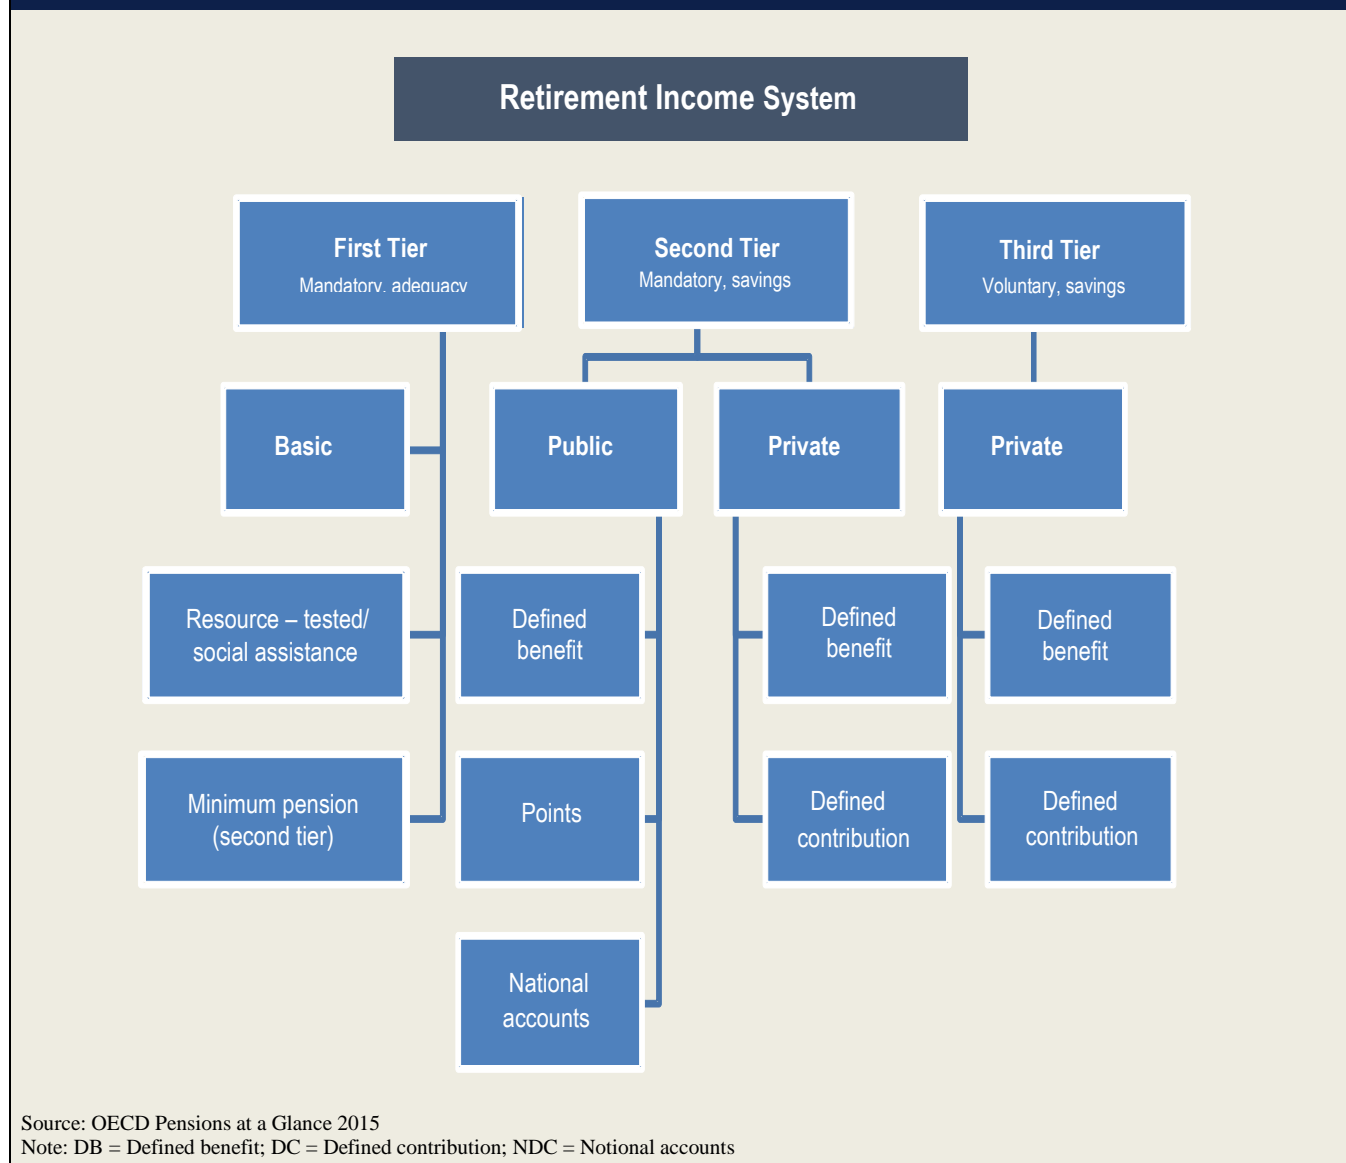 Retirement Income System
First Tier
Mandatory, adequacy
Second Tier
Mandatory, savings
Third Tier
Voluntary, savings
Basic
Public
Private
Private
Resource – tested/
social assistance
Defined
benefit
Defined
benefit
Defined
benefit
Minimum pension
(second tier)
Points
Defined
contribution
Defined
contribution
National
accounts
Source: OECD Pensions at a Glance 2015
Note: DB = Defined benefit; DC = Defined contribution; NDC = Notional accounts